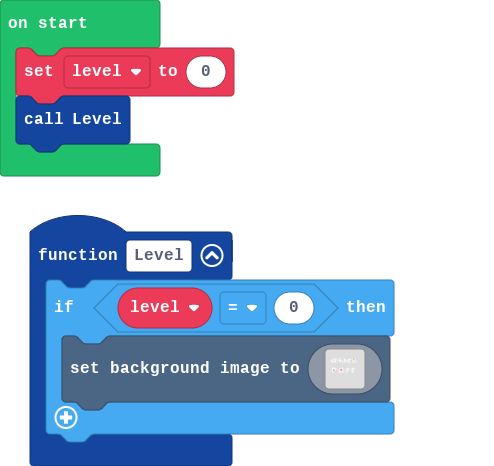 on start
set level to 0
call Level
function Level
if level = 0 then
set background image to